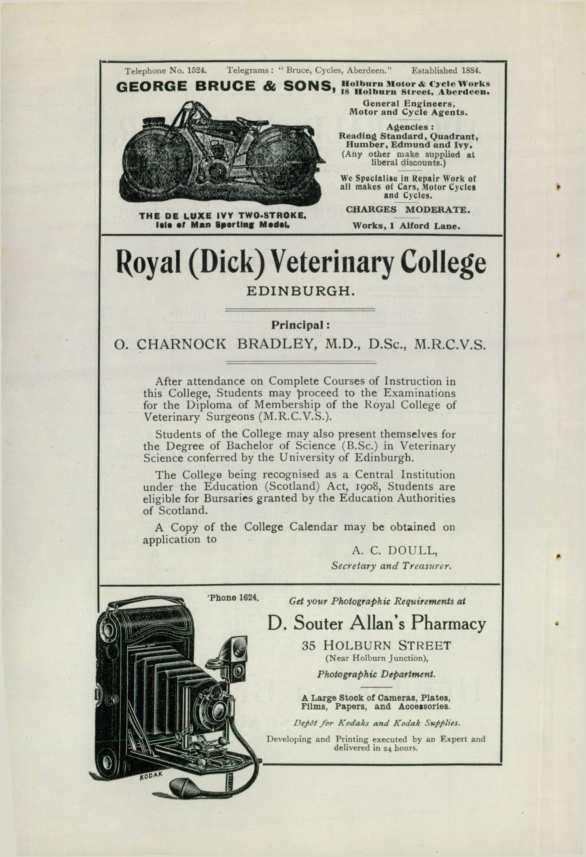 Telephone No. 1524. Telegrams: "Bruce, Cycles, Aberdeen." Established 1884.
GEORGE BRUCE & SONS, Holburn Motor & Cycle Works
18 Holburn Street, Aberdeen.
General Engineers,
Motor and Cycle Agents.
Agencies:
Reading Standard, Quadrant,
Humber, Edmund and Ivy.
(Any other make supplied at
liberal discounts.)
We Specialise in Repair Work of
all makes of Cars, Motor Cycles
and Cycles.
CHARGES MODERATE.
Works, 1 Alford Lane.
THE DE LUXE IVY TWO-STROKE.
Isle of Man Sporting Model.
Royal (Dick) Veterinary College
EDINBURGH.
Principal:
O. CHARNOCK BRADLEY, M.D., D.Sc., M.R.C.V.S.
After attendance on Complete Courses of Instruction in
this College, Students may proceed to the Examinations
for the Diploma of Membership of the Royal College of
Veterinary Surgeons (M.R.C.V.S.).
Students of the College may also present themselves for
the Degree of Bachelor of Science (B.Sc.) in Veterinary
Science conferred by the University of Edinburgh.
The College being recognised as a Central Institution
under the Education (Scotland) Act, 1908, Students are
eligible for Bursaries granted by the Education Authorities
of Scotland.
A Copy of the College Calendar may be obtained on
application to
A. C. DOULL,
Secretary and Treasurer.
'Phone 1624.
Get your Photographic Requirements at
D. Souter Allan's Pharmacy
35 HOLBURN STREET
(Near Holburn Junction),
Photographic Department.
A Large Stock of Cameras, Plates,
Films, Papers, and Accessories.
Depôt for Kodaks and Kodak Supplies.
Developing and Printing executed by an Expert and
delivered in 24 hours.
KODAK